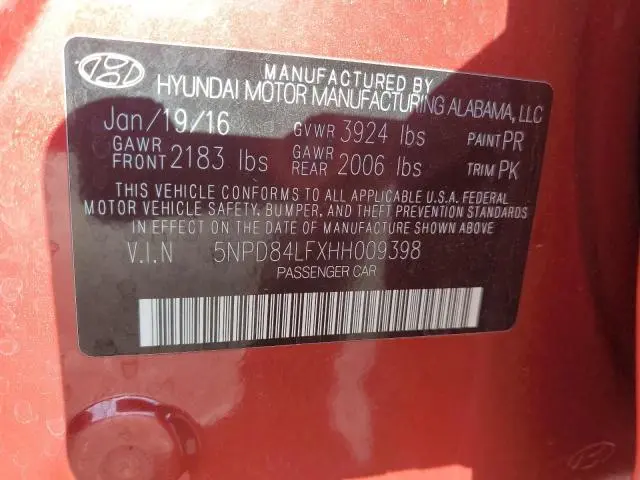 MANUFACTURED BY
HYUNDAI MOTOR MANUFACTURING ALABAMA, LLC
Jan/19/16 GVWR 3924 lbs PAINT PR
GAWR FRONT 2183 lbs GAWR REAR 2006 lbs TRIM PK
THIS VEHICLE CONFORMS TO ALL APPLICABLE U.S.A. FEDERAL
MOTOR VEHICLE SAFETY, BUMPER, AND THEFT PREVENTION STANDARDS
IN EFFECT ON THE DATE OF MANUFACTURE SHOWN ABOVE.
V.I.N 5NPD84LFXHH009398
PASSENGER CAR